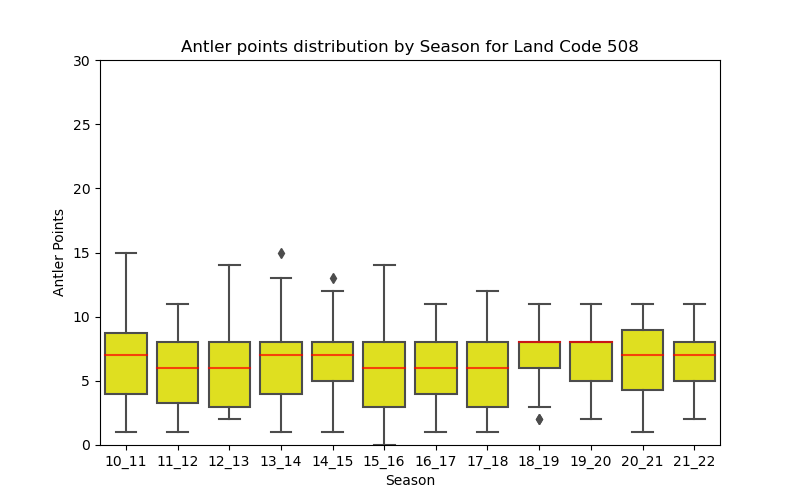 Antler points distribution by Season for Land Code 508
30
25
20
15
10
5
0
Antler Points
10_11 11_12 12_13 13_14 14_15 15_16 16_17 17_18 18_19 19_20 20_21 21_22
Season